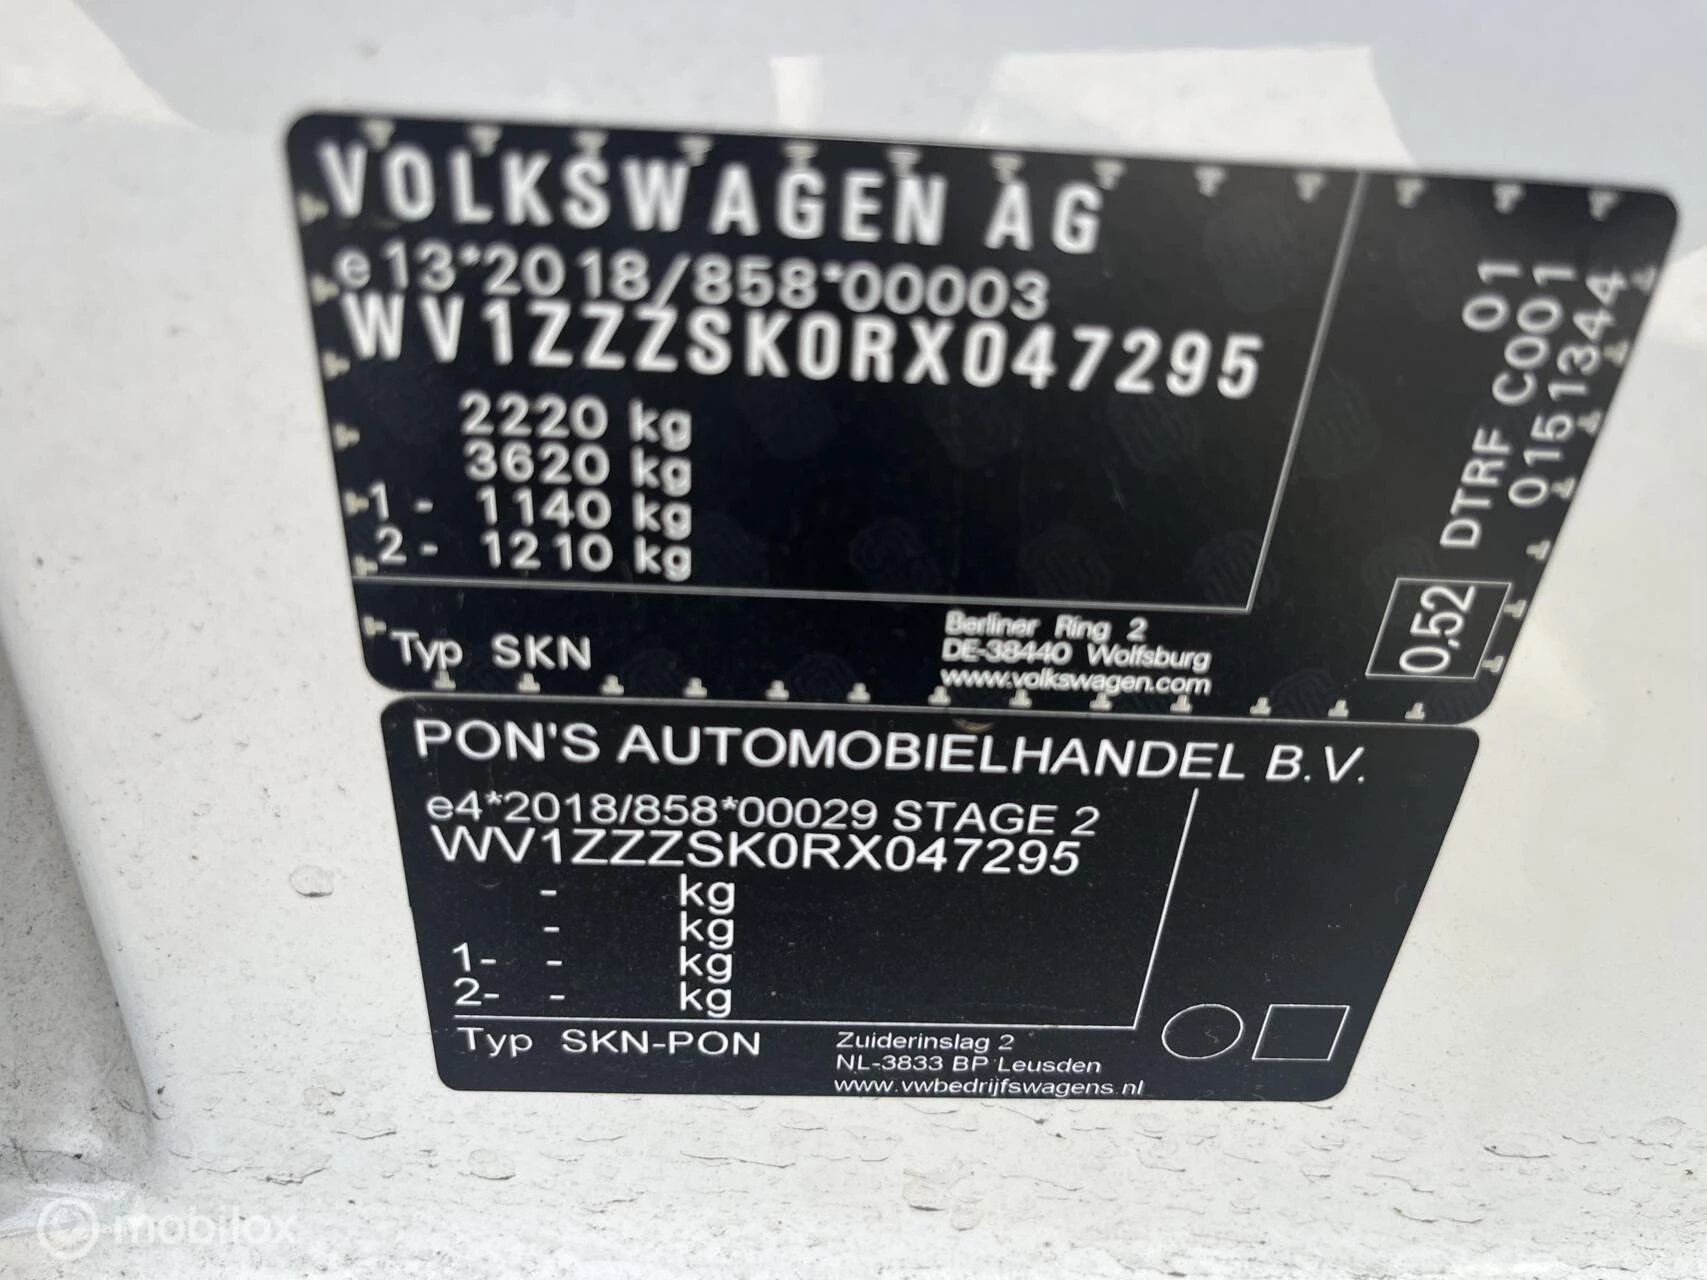 VOLKSWAGEN AG
e13*2018/858*00003
WV1ZZZSK0RX047295
2220 kg
3620 kg
1 - 1140 kg
2 - 1210 kg
Typ SKN
Berliner Ring 2
DE-38440 Wolfsburg
www.volkswagen.com
01
DTRF C001
0151344
0,52
PON'S AUTOMOBIELHANDEL B.V.
e4*2018/858*00029 STAGE 2
WV1ZZZSK0RX047295
- kg
- kg
1- - kg
2- - kg
Typ SKN-PON
Zuiderinslag 2
NL-3833 BP Leusden
www.vwbedrijfswagens.nl
mobilox